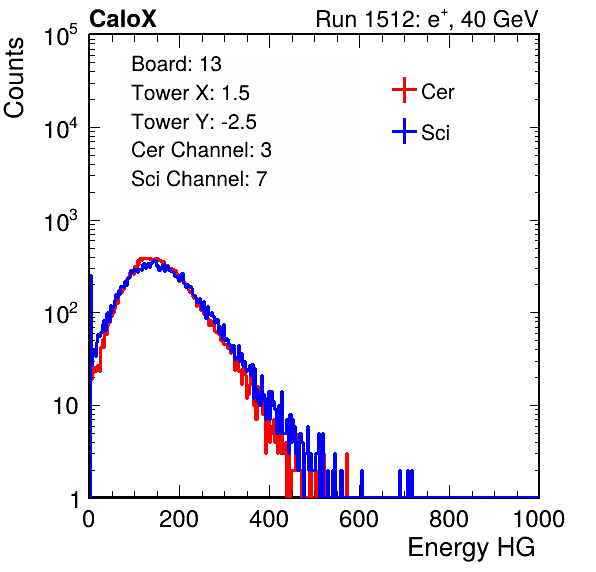 CaloX Run 1512: e⁺, 40 GeV
Counts
Board: 13
Tower X: 1.5
Tower Y: -2.5
Cer Channel: 3
Sci Channel: 7
Cer
Sci
10⁵
10⁴
10³
10²
10
1
0 200 400 600 800 1000
Energy HG